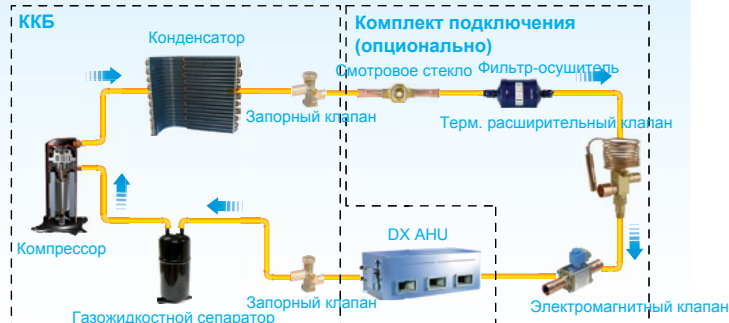 ККБ
Комплект подключения
(опционально)
Конденсатор
Смотровое стекло
Фильтр-осушитель
Запорный клапан
Терм. расширительный клапан
Компрессор
DX AHU
Газожидкостной сепаратор
Запорный клапан
Электромагнитный клапан